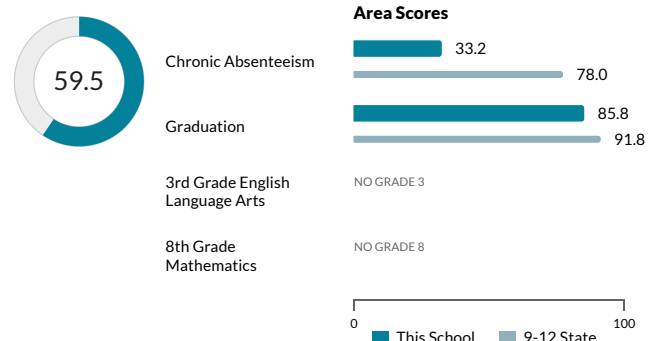 Area Scores
59.5
Chronic Absenteeism
33.2
78.0
Graduation
85.8
91.8
3rd Grade English
Language Arts
NO GRADE 3
8th Grade
Mathematics
NO GRADE 8
0
100
This School
9-12 State